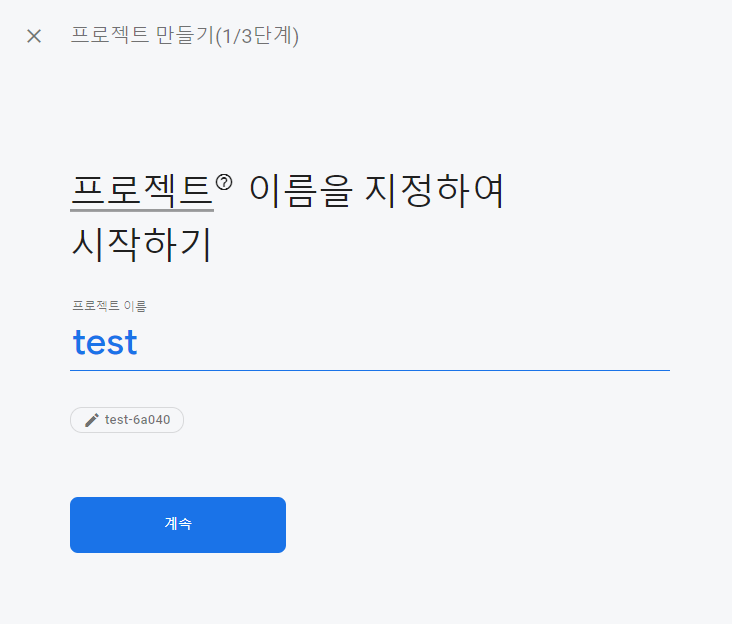 프로젝트 만들기(1/3단계)
프로젝트 이름을 지정하여
시작하기
프로젝트 이름
test
test-6a040
계속